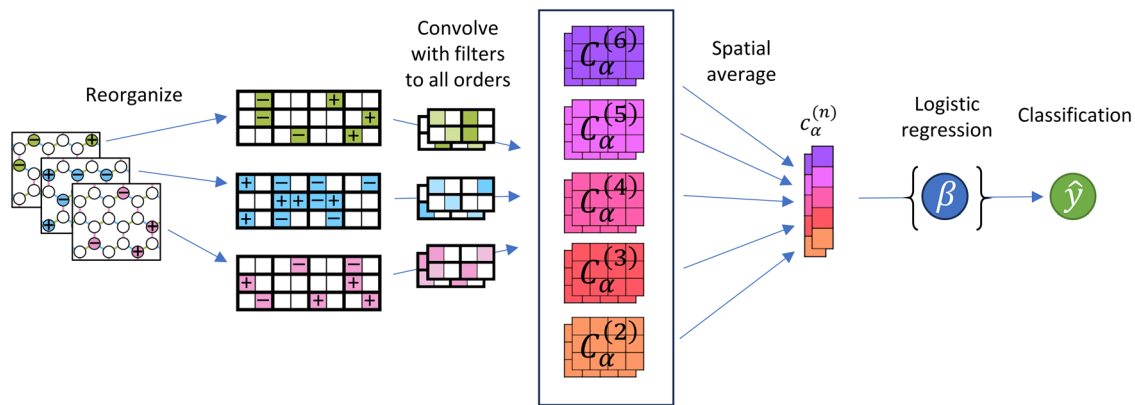 Reorganize
Convolve
with filters
to all orders
C_α^(6)
C_α^(5)
C_α^(4)
C_α^(3)
C_α^(2)
Spatial
average
c_α^(n)
Logistic
regression
{β}
Classification
ŷ